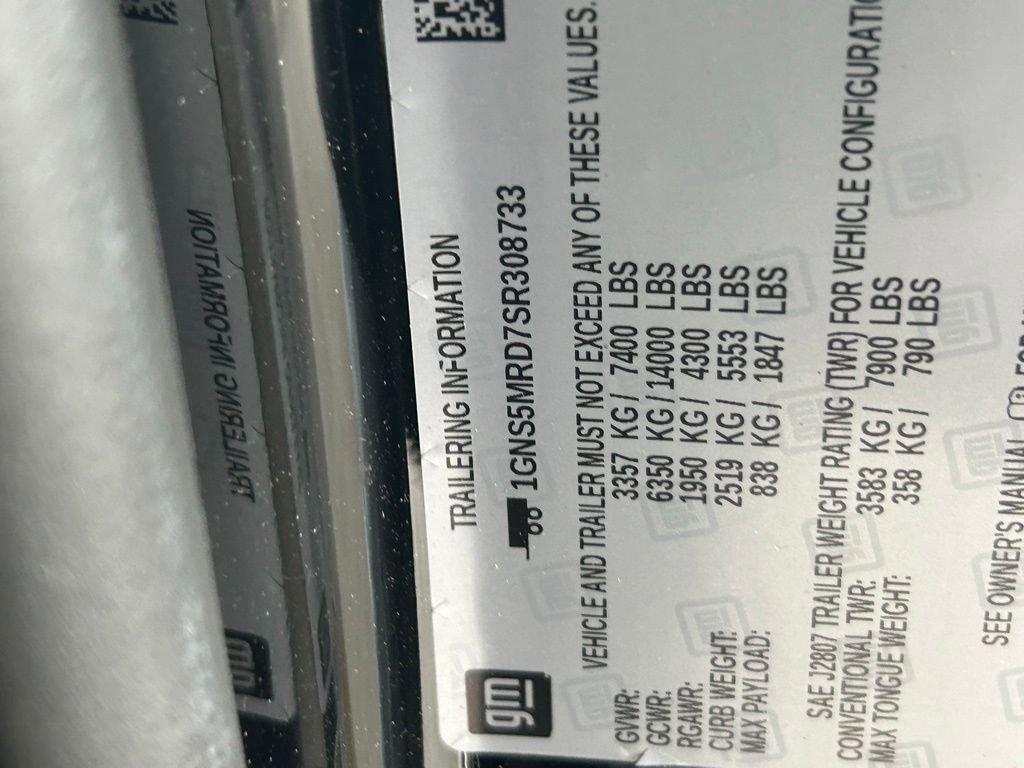 gm
TRAILERING INFORMATION
1GNS5MRD7SR308733
VEHICLE AND TRAILER MUST NOT EXCEED ANY OF THESE VALUES.
GVWR: 3357 KG / 7400 LBS
GCWR: 6350 KG / 14000 LBS
RGAWR: 1950 KG / 4300 LBS
CURB WEIGHT: 2519 KG / 5553 LBS
MAX PAYLOAD: 838 KG / 1847 LBS
SAE J2807 TRAILER WEIGHT RATING (TWR) FOR VEHICLE CONFIGURATIO
CONVENTIONAL TWR: 3583 KG / 7900 LBS
MAX TONGUE WEIGHT: 358 KG / 790 LBS
SEE OWNER'S MANUAL
TRAILERING INFORMATION
gm